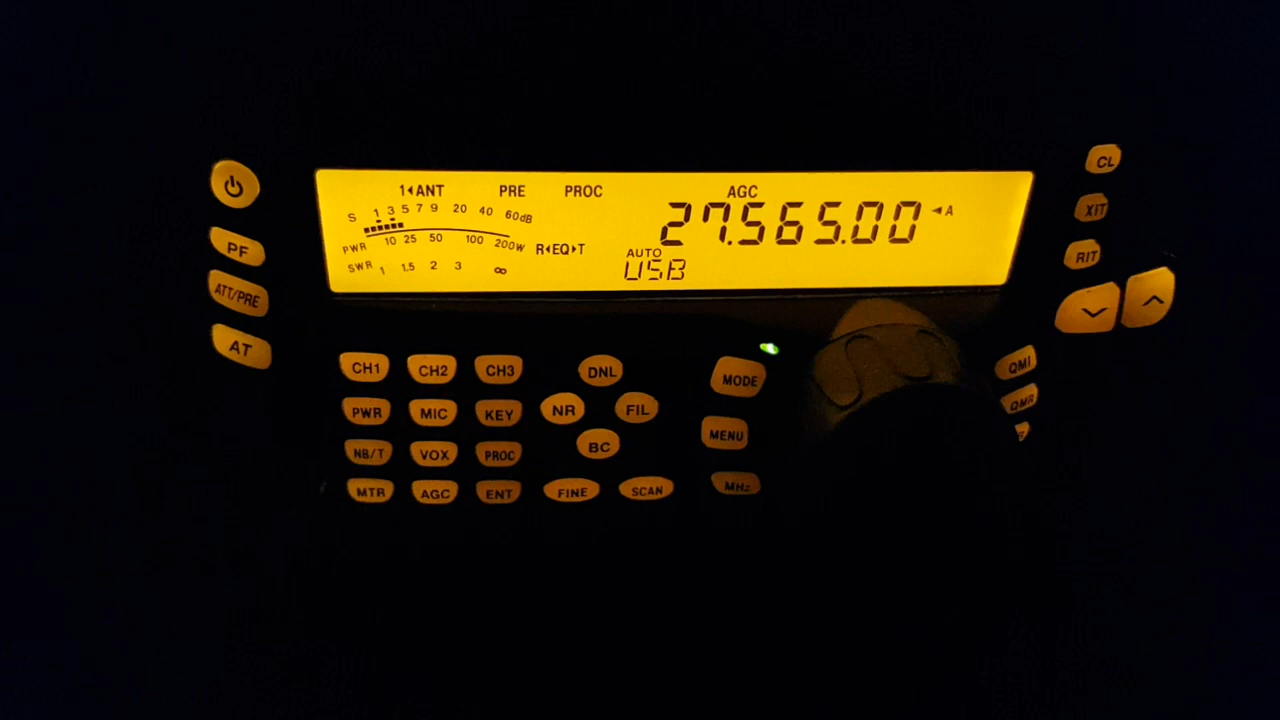 1◄ANT PRE PROC AGC
S 1 3 5 7 9 20 40 60dB
27.565.00 ◄A
PWR 10 25 50 100 200W
R◄EQ►T
AUTO
SWR 1 1.5 2 3 ∞
USB
PF
ATT/PRE
AT
CL
XIT
RIT
CH1 CH2 CH3
PWR MIC KEY
NB/T VOX PROC
MTR AGC ENT
DNL
NR FIL
BC
FINE SCAN
MODE
MENU
MHz
QMI
QMR